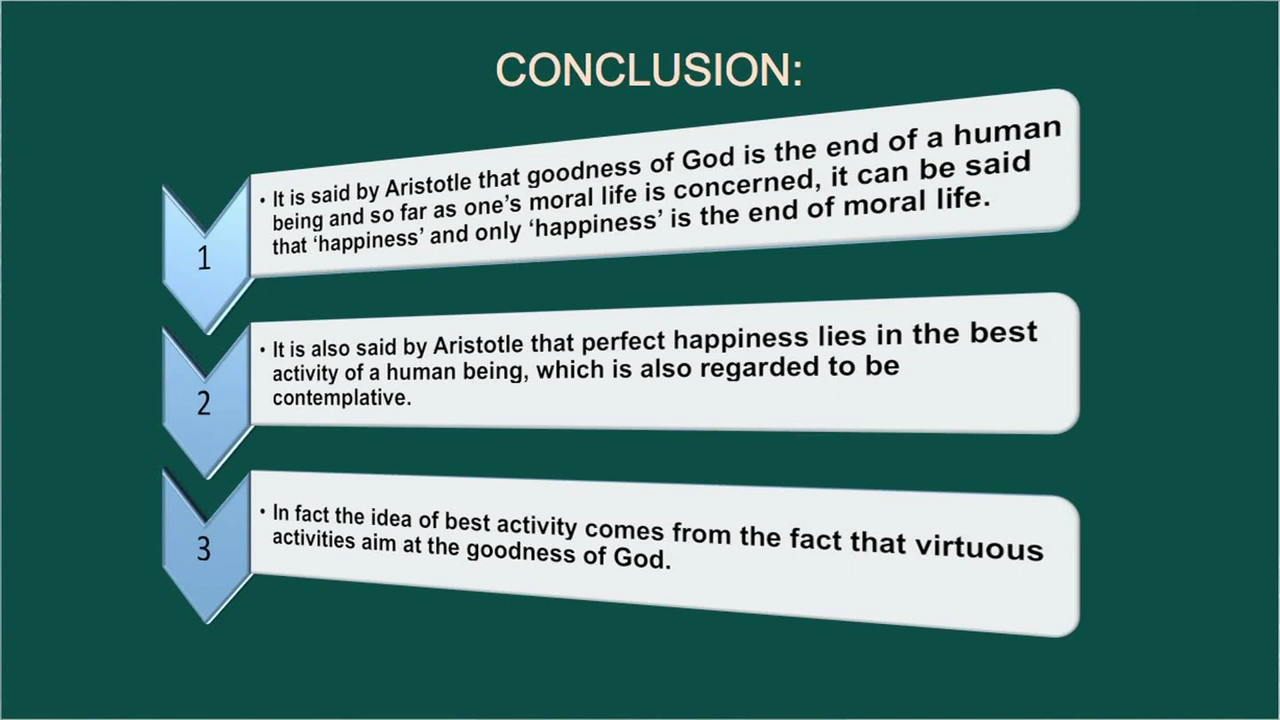 CONCLUSION:
1
• It is said by Aristotle that goodness of God is the end of a human
being and so far as one’s moral life is concerned, it can be said
that ‘happiness’ and only ‘happiness’ is the end of moral life.
2
• It is also said by Aristotle that perfect happiness lies in the best
activity of a human being, which is also regarded to be
contemplative.
3
• In fact the idea of best activity comes from the fact that virtuous
activities aim at the goodness of God.